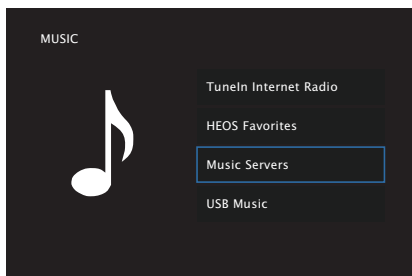 MUSIC
TuneIn Internet Radio
HEOS Favorites
Music Servers
USB Music